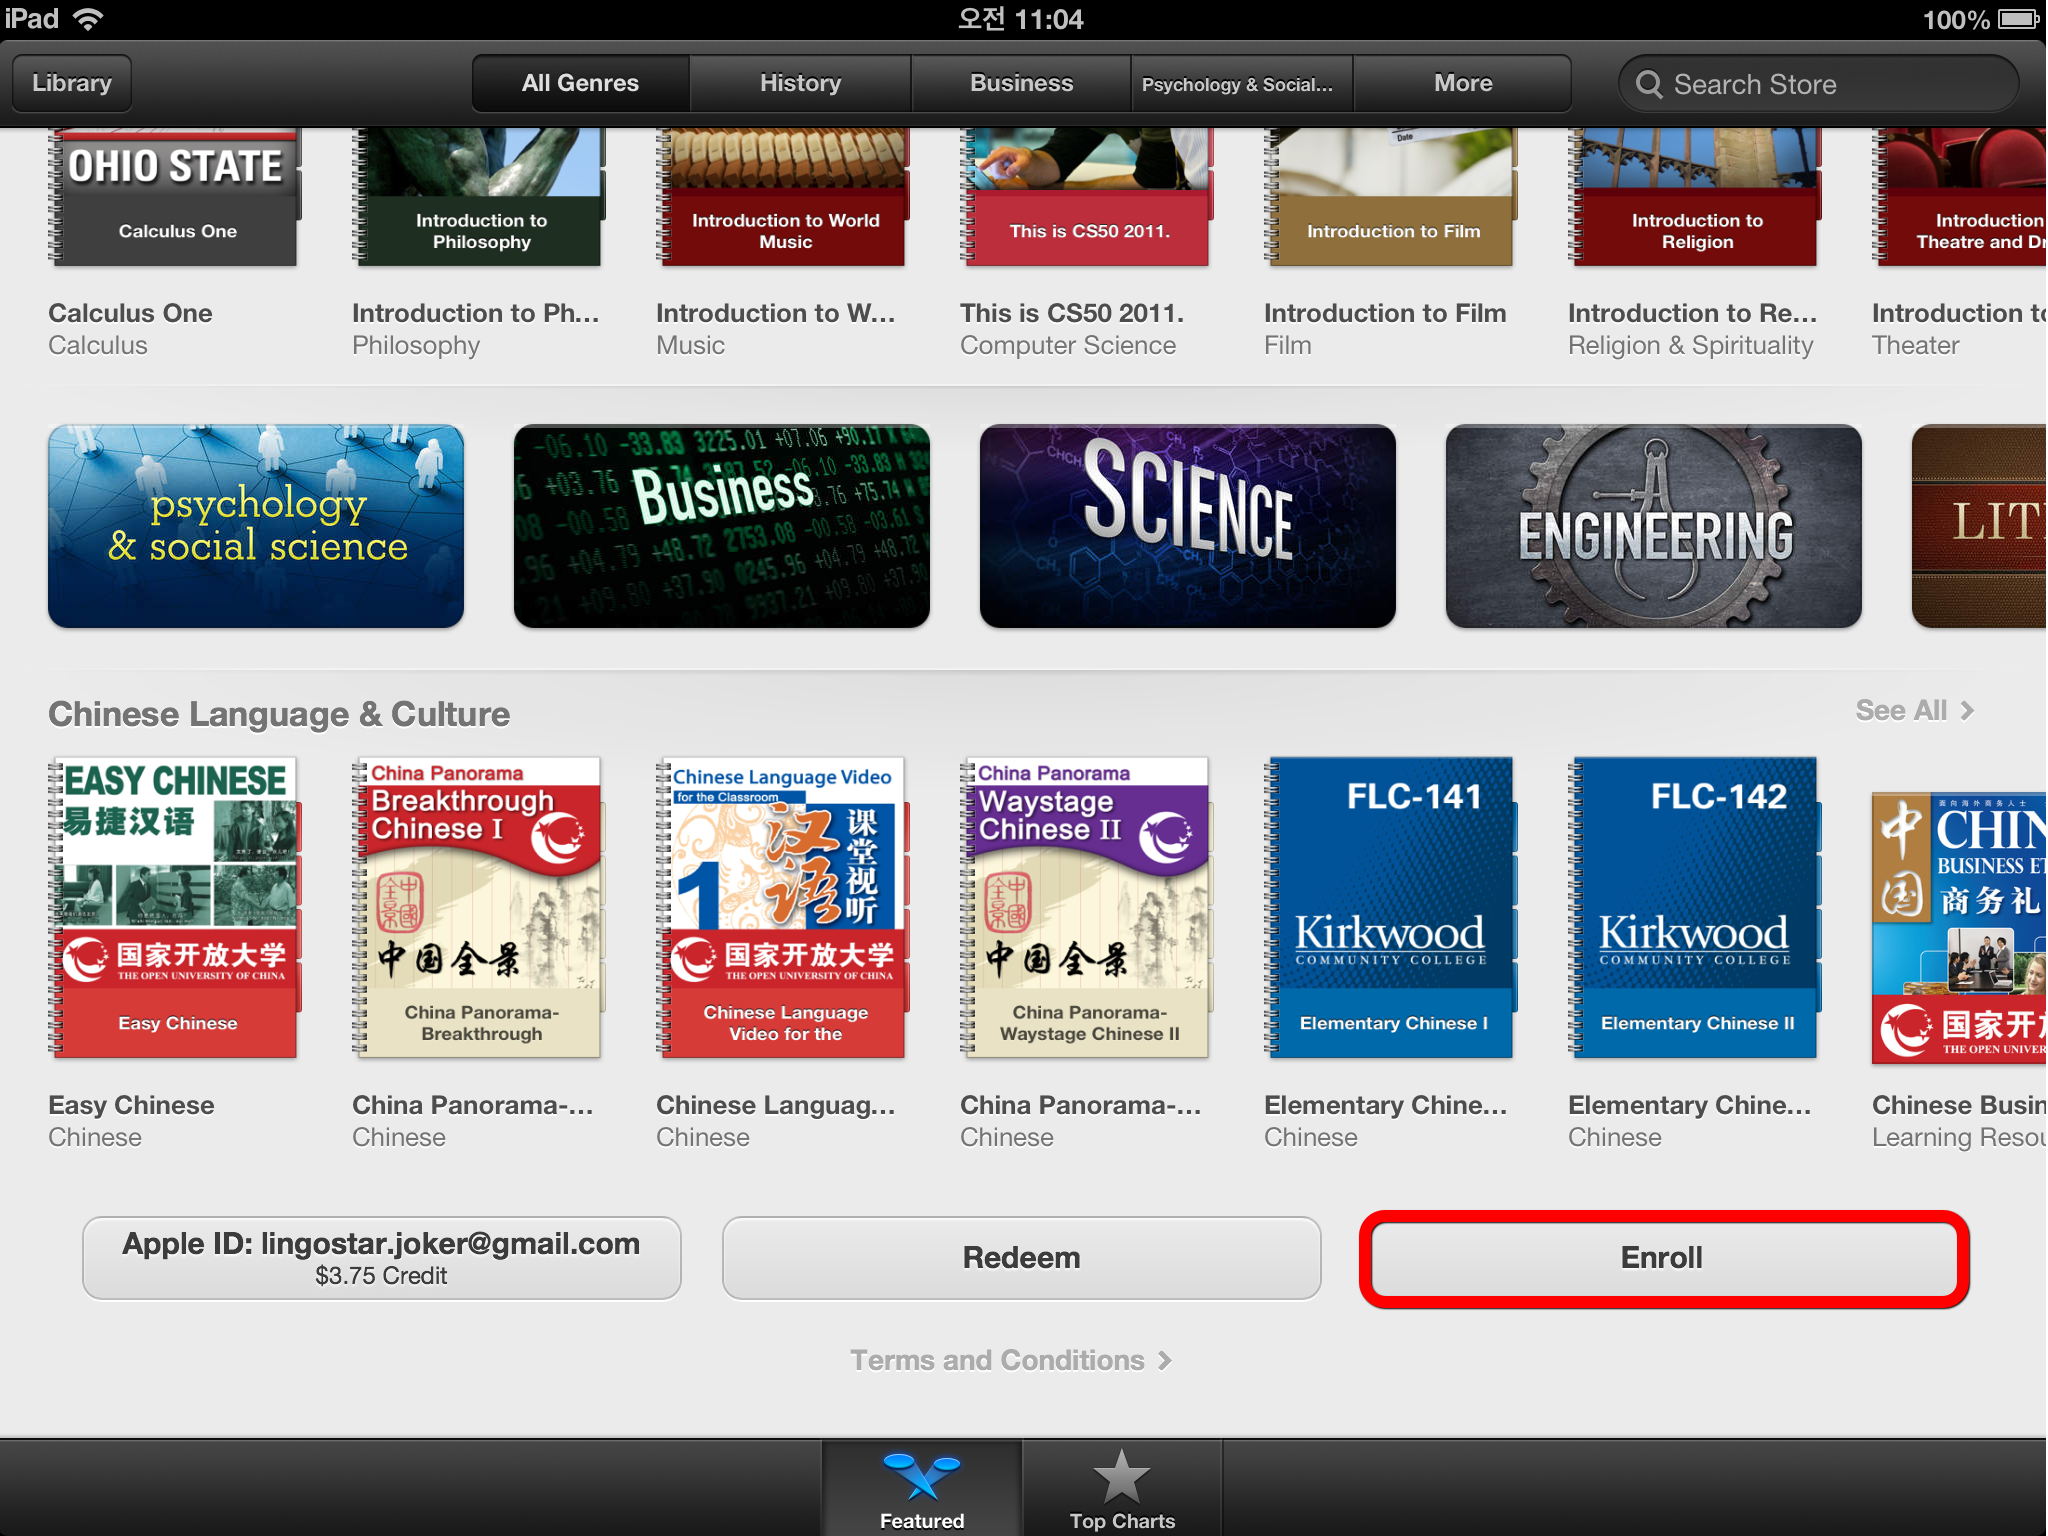 iPad
오전 11:04
100%
Library
All Genres
History
Business
Psychology & Social...
More
Search Store
OHIO STATE
Calculus One
Introduction to
Philosophy
Introduction to World
Music
This is CS50 2011.
Date
Introduction to Film
Introduction to
Religion
Introduction
Theatre and Dr
Calculus One
Calculus
Introduction to Ph...
Philosophy
Introduction to W...
Music
This is CS50 2011.
Computer Science
Introduction to Film
Film
Introduction to Re...
Religion & Spirituality
Introduction to
Theater
psychology
& social science
Business
SCIENCE
ENGINEERING
LIT
Chinese Language & Culture
See All
EASY CHINESE
易捷汉语
国家开放大学
THE OPEN UNIVERSITY OF CHINA
Easy Chinese
China Panorama
Breakthrough
Chinese I
中国全景
China Panorama-
Breakthrough
Chinese Language Video
for the Classroom
1
汉语
课堂视听
国家开放大学
THE OPEN UNIVERSITY OF CHINA
Chinese Language
Video for the
China Panorama
Waystage
Chinese II
中国全景
China Panorama-
Waystage Chinese II
FLC-141
Kirkwood
COMMUNITY COLLEGE
Elementary Chinese I
FLC-142
Kirkwood
COMMUNITY COLLEGE
Elementary Chinese II
中国
面向海外商务人士
CHIN
BUSINESS ET
商务礼
国家开放
THE OPEN UNIVER
Easy Chinese
Chinese
China Panorama-...
Chinese
Chinese Languag...
Chinese
China Panorama-...
Chinese
Elementary Chine...
Chinese
Elementary Chine...
Chinese
Chinese Busin
Learning Resou
Apple ID: lingostar.joker@gmail.com
$3.75 Credit
Redeem
Enroll
Terms and Conditions
Featured
Top Charts